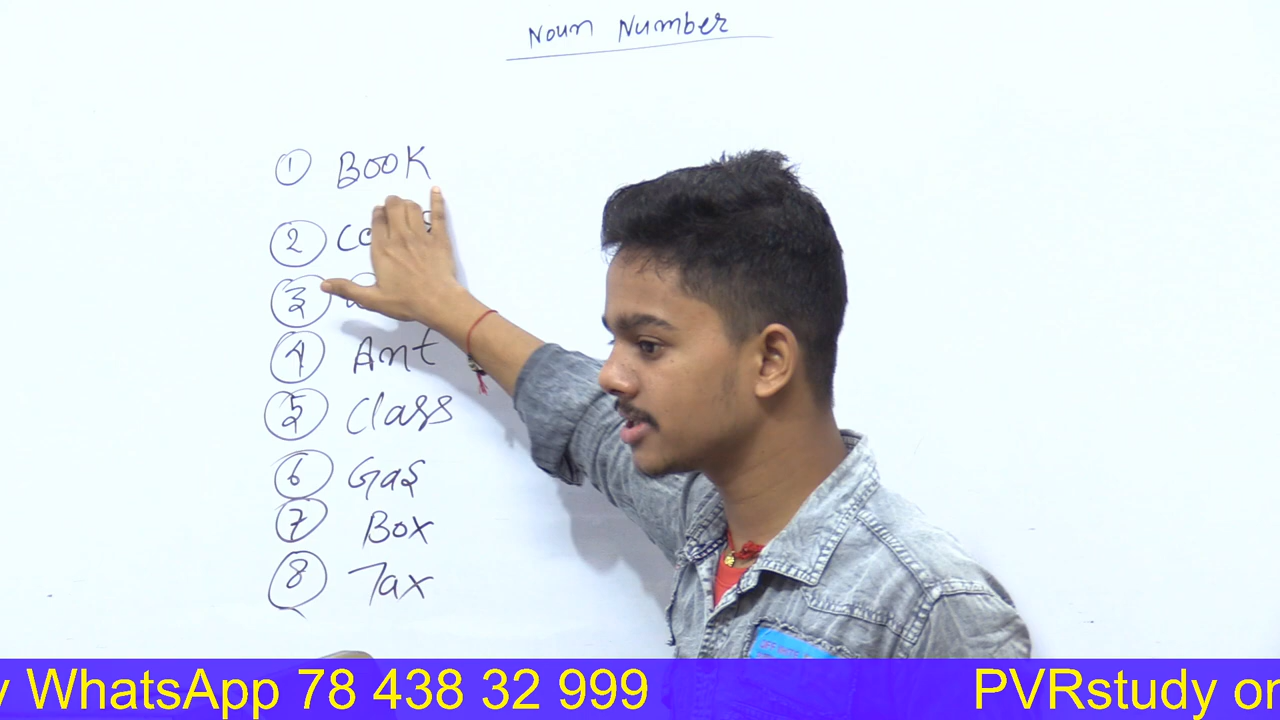 Noun Number
1 Book
2
3
4 Ant
5 Class
6 Gas
7 Box
8 Tax
WhatsApp 78 438 32 999 PVRstudy